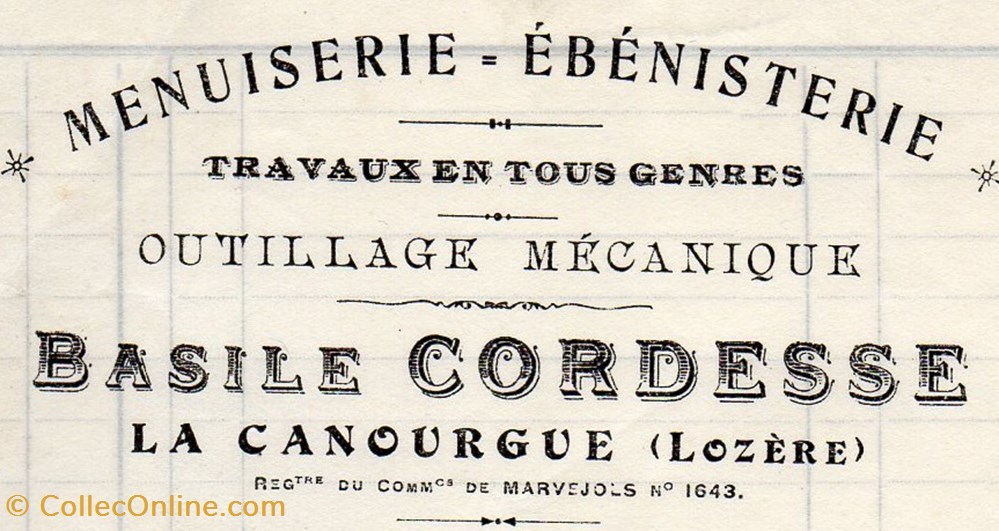 MENUISERIE = ÉBÉNISTERIE
TRAVAUX EN TOUS GENRES
OUTILLAGE MÉCANIQUE
BASILE CORDESSE
LA CANOURGUE (LOZÈRE)
REGTRE DU COMMCS DE MARVEJOLS No 1643.
© CollecOnline.com